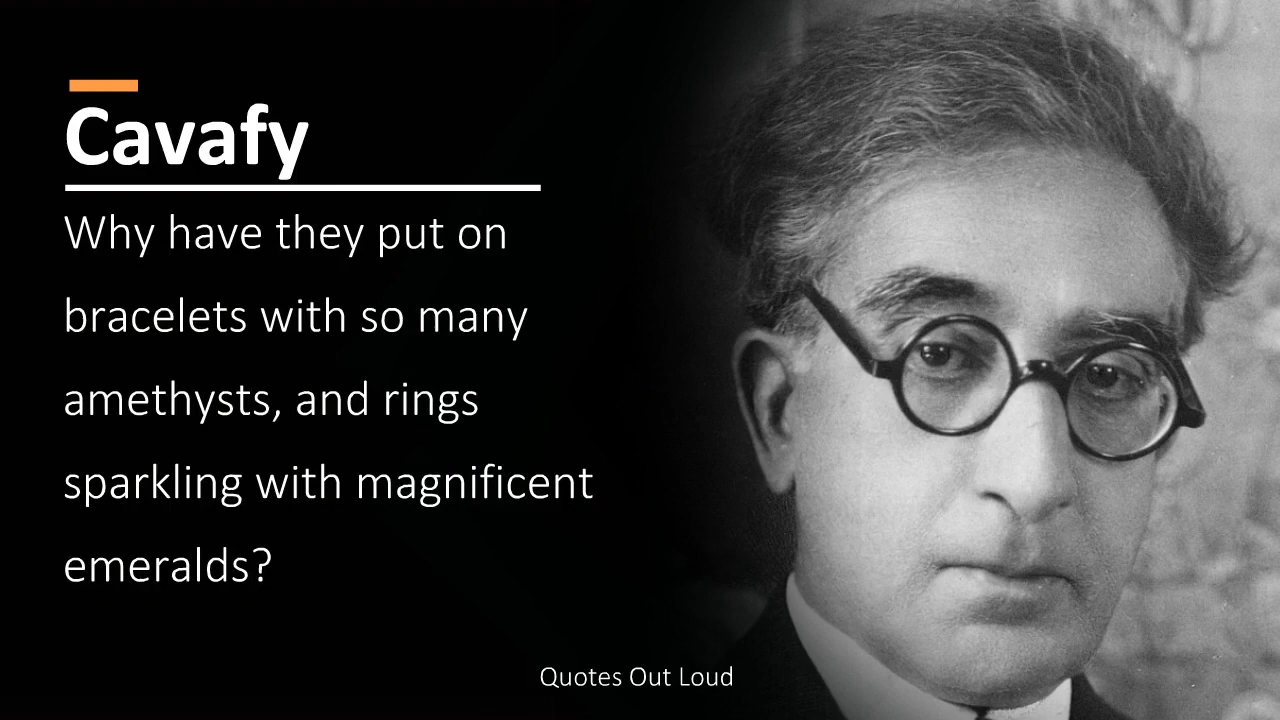 Cavafy
Why have they put on
bracelets with so many
amethysts, and rings
sparkling with magnificent
emeralds?
Quotes Out Loud